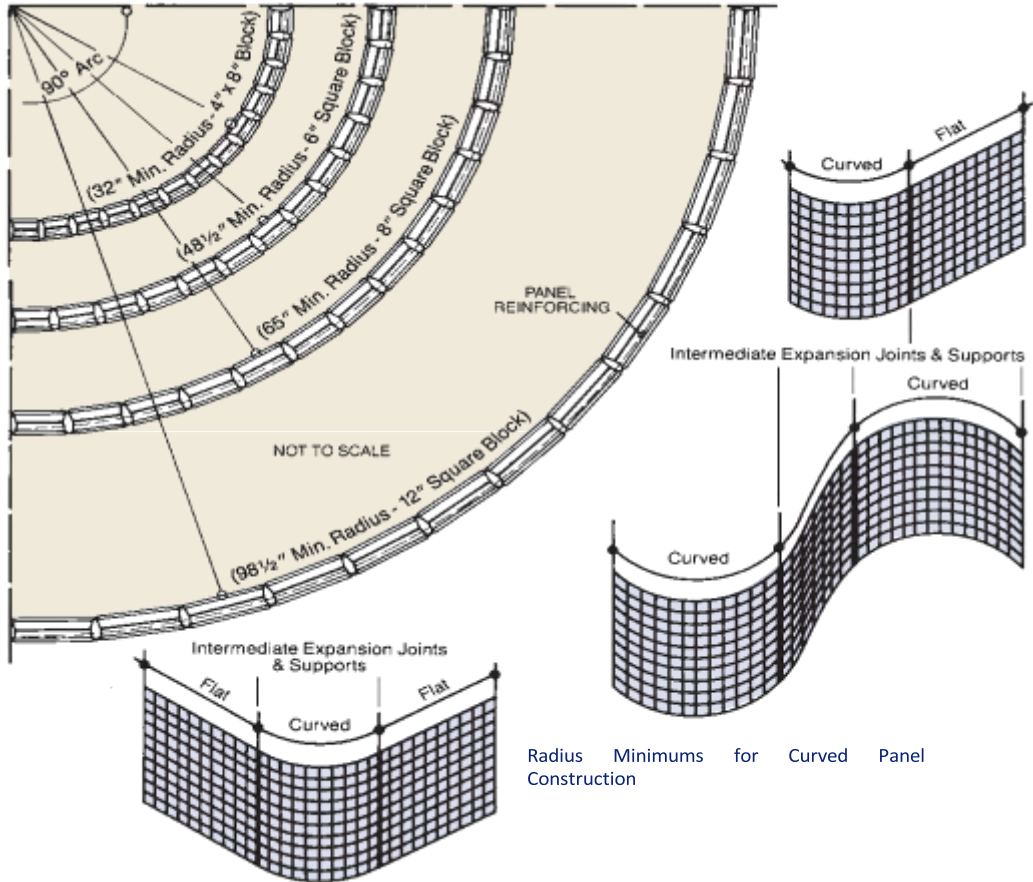 90° Arc
(32" Min. Radius - 4" x 8" Block)
(48½" Min. Radius - 6" Square Block)
(65" Min. Radius - 8" Square Block)
(98½" Min. Radius - 12" Square Block)
PANEL
REINFORCING
NOT TO SCALE
Curved
Flat
Intermediate Expansion Joints & Supports
Curved
Curved
Intermediate Expansion Joints
& Supports
Flat
Curved
Flat
Radius Minimums for Curved Panel
Construction